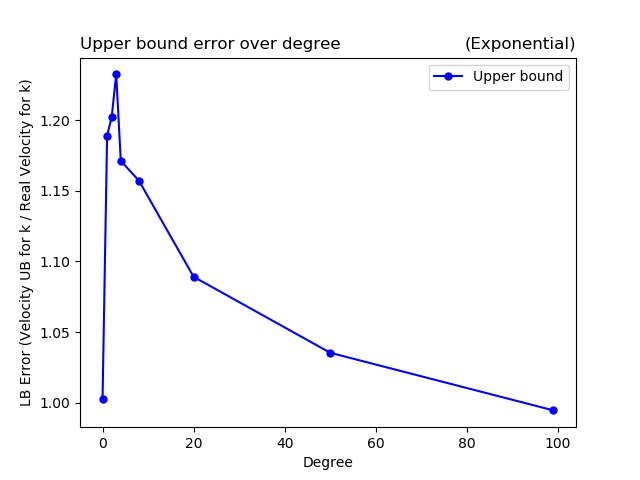 Upper bound error over degree (Exponential)
Upper bound
LB Error (Velocity UB for k / Real Velocity for k)
1.20
1.15
1.10
1.05
1.00
0 20 40 60 80 100
Degree